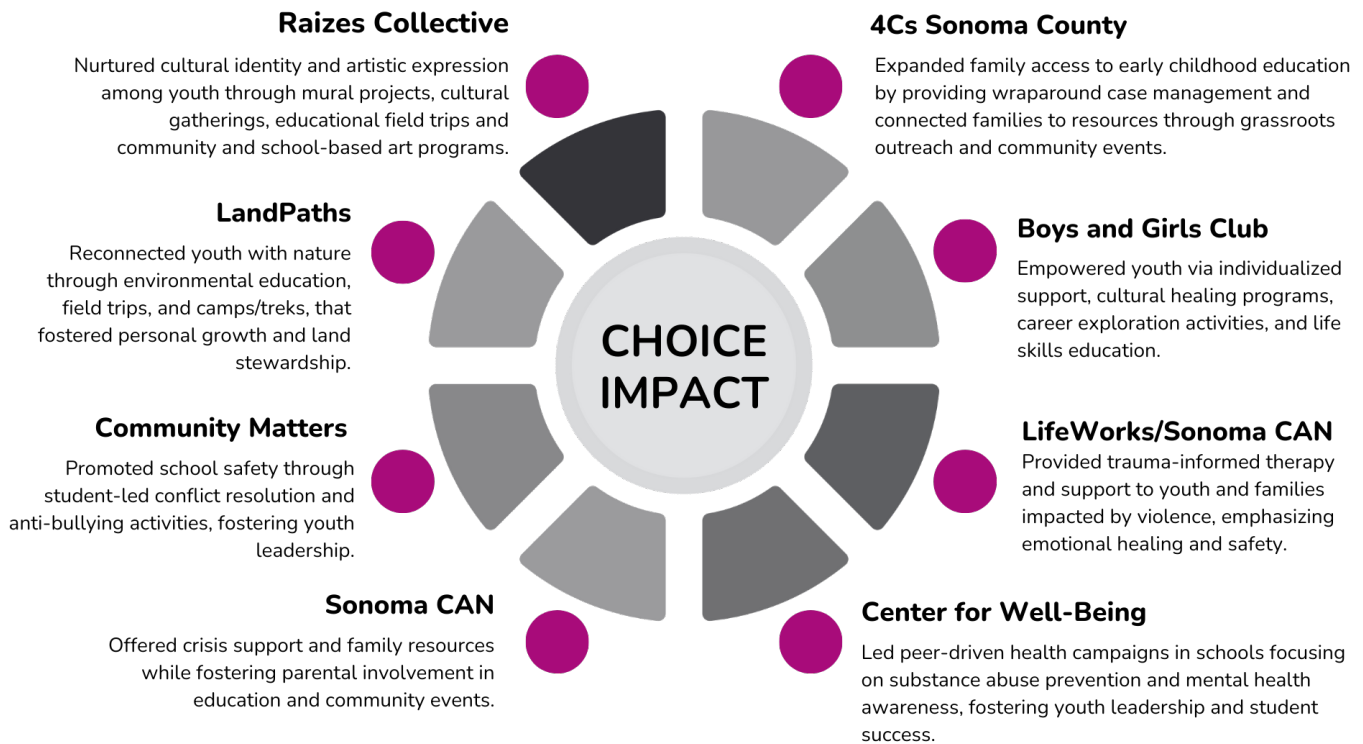 Raizes Collective
Nurtured cultural identity and artistic expression
among youth through mural projects, cultural
gatherings, educational field trips and
community and school-based art programs.
4Cs Sonoma County
Expanded family access to early childhood education
by providing wraparound case management and
connected families to resources through grassroots
outreach and community events.
LandPaths
Reconnected youth with nature
through environmental education,
field trips, and camps/treks, that
fostered personal growth and land
stewardship.
Boys and Girls Club
Empowered youth via individualized
support, cultural healing programs,
career exploration activities, and life
skills education.
CHOICE
IMPACT
Community Matters
Promoted school safety through
student-led conflict resolution and
anti-bullying activities, fostering youth
leadership.
LifeWorks/Sonoma CAN
Provided trauma-informed therapy
and support to youth and families
impacted by violence, emphasizing
emotional healing and safety.
Sonoma CAN
Offered crisis support and family resources
while fostering parental involvement in
education and community events.
Center for Well-Being
Led peer-driven health campaigns in schools focusing
on substance abuse prevention and mental health
awareness, fostering youth leadership and student
success.